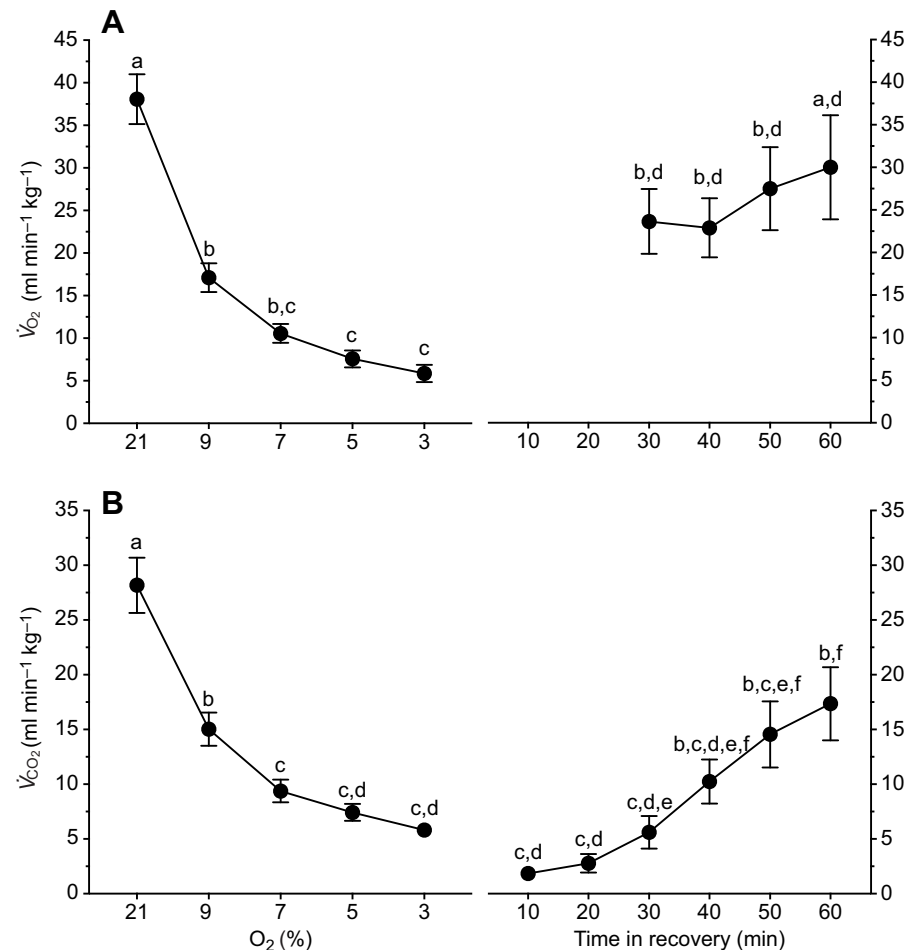 A
45 45
a
40 40
a,d
35 35
b,d
b,d b,d
30 30
25 25
b
20 20
15 b,c 15
c
10 c 10
5 5
0 0
21 9 7 5 3 10 20 30 40 50 60
V̇O₂ (ml min⁻¹ kg⁻¹)
B
35 35
a
30 30
25 25
b,f
20 b,c,e,f 20
b
15 15
b,c,d,e,f
c
10 c,d 10
c,d c,d,e
5 5
c,d c,d
0 0
21 9 7 5 3 10 20 30 40 50 60
V̇CO₂ (ml min⁻¹ kg⁻¹)
O₂ (%) Time in recovery (min)